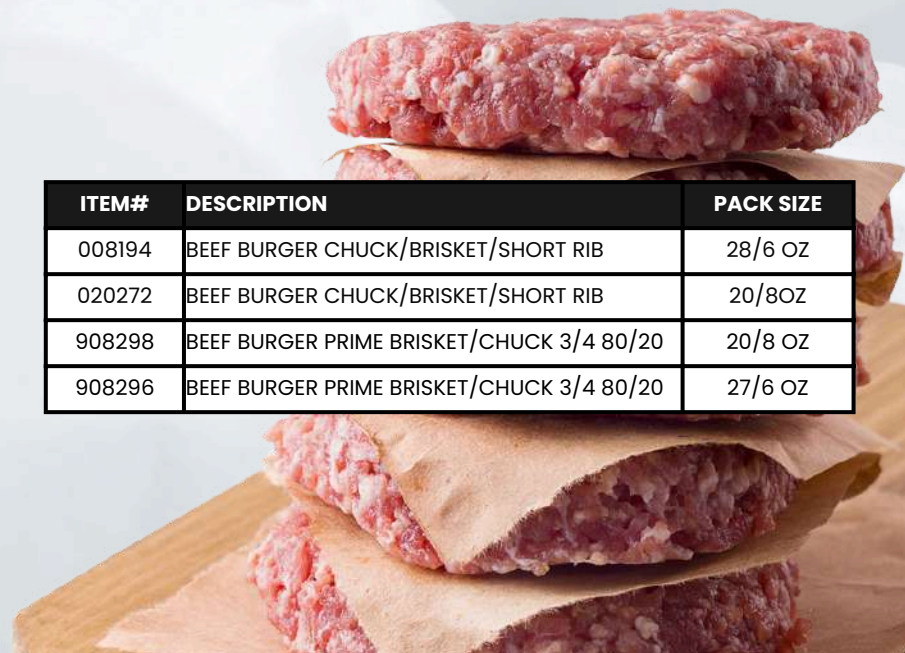 ITEM# DESCRIPTION PACK SIZE
008194 BEEF BURGER CHUCK/BRISKET/SHORT RIB 28/6 OZ
020272 BEEF BURGER CHUCK/BRISKET/SHORT RIB 20/8OZ
908298 BEEF BURGER PRIME BRISKET/CHUCK 3/4 80/20 20/8 OZ
908296 BEEF BURGER PRIME BRISKET/CHUCK 3/4 80/20 27/6 OZ